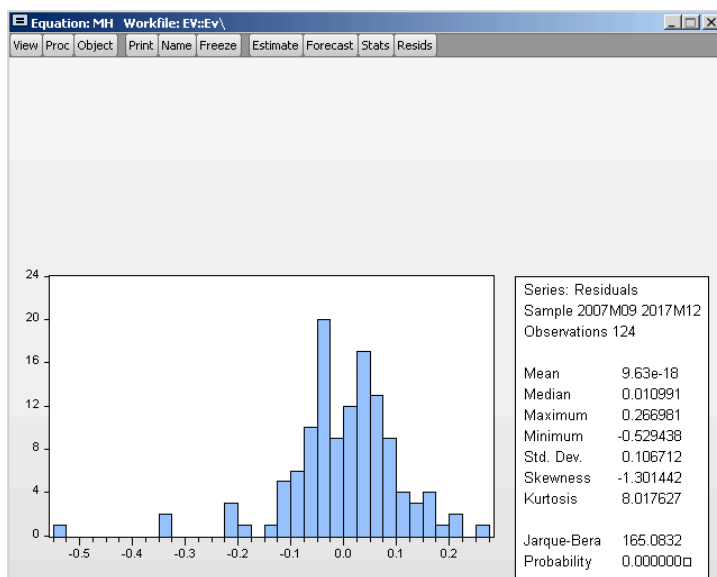 Equation: MH Workfile: EV::Ev\
View Proc Object Print Name Freeze Estimate Forecast Stats Resids
24
20
16
12
8
4
0
-0.5 -0.4 -0.3 -0.2 -0.1 0.0 0.1 0.2
Series: Residuals
Sample 2007M09 2017M12
Observations 124
Mean 9.63e-18
Median 0.010991
Maximum 0.266981
Minimum -0.529438
Std. Dev. 0.106712
Skewness -1.301442
Kurtosis 8.017627
Jarque-Bera 165.0832
Probability 0.000000□